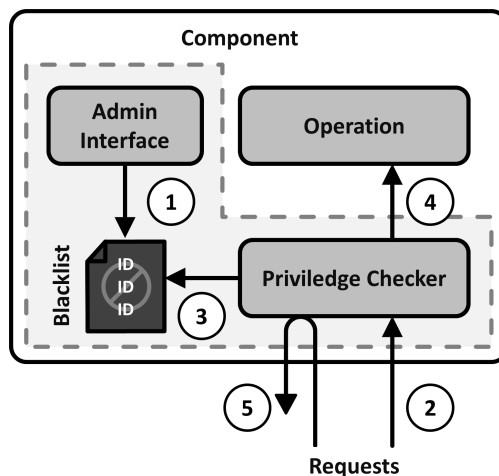 Component
Admin
Interface
Operation
1
4
Blacklist
ID
ID
ID
Priviledge Checker
3
5
2
Requests